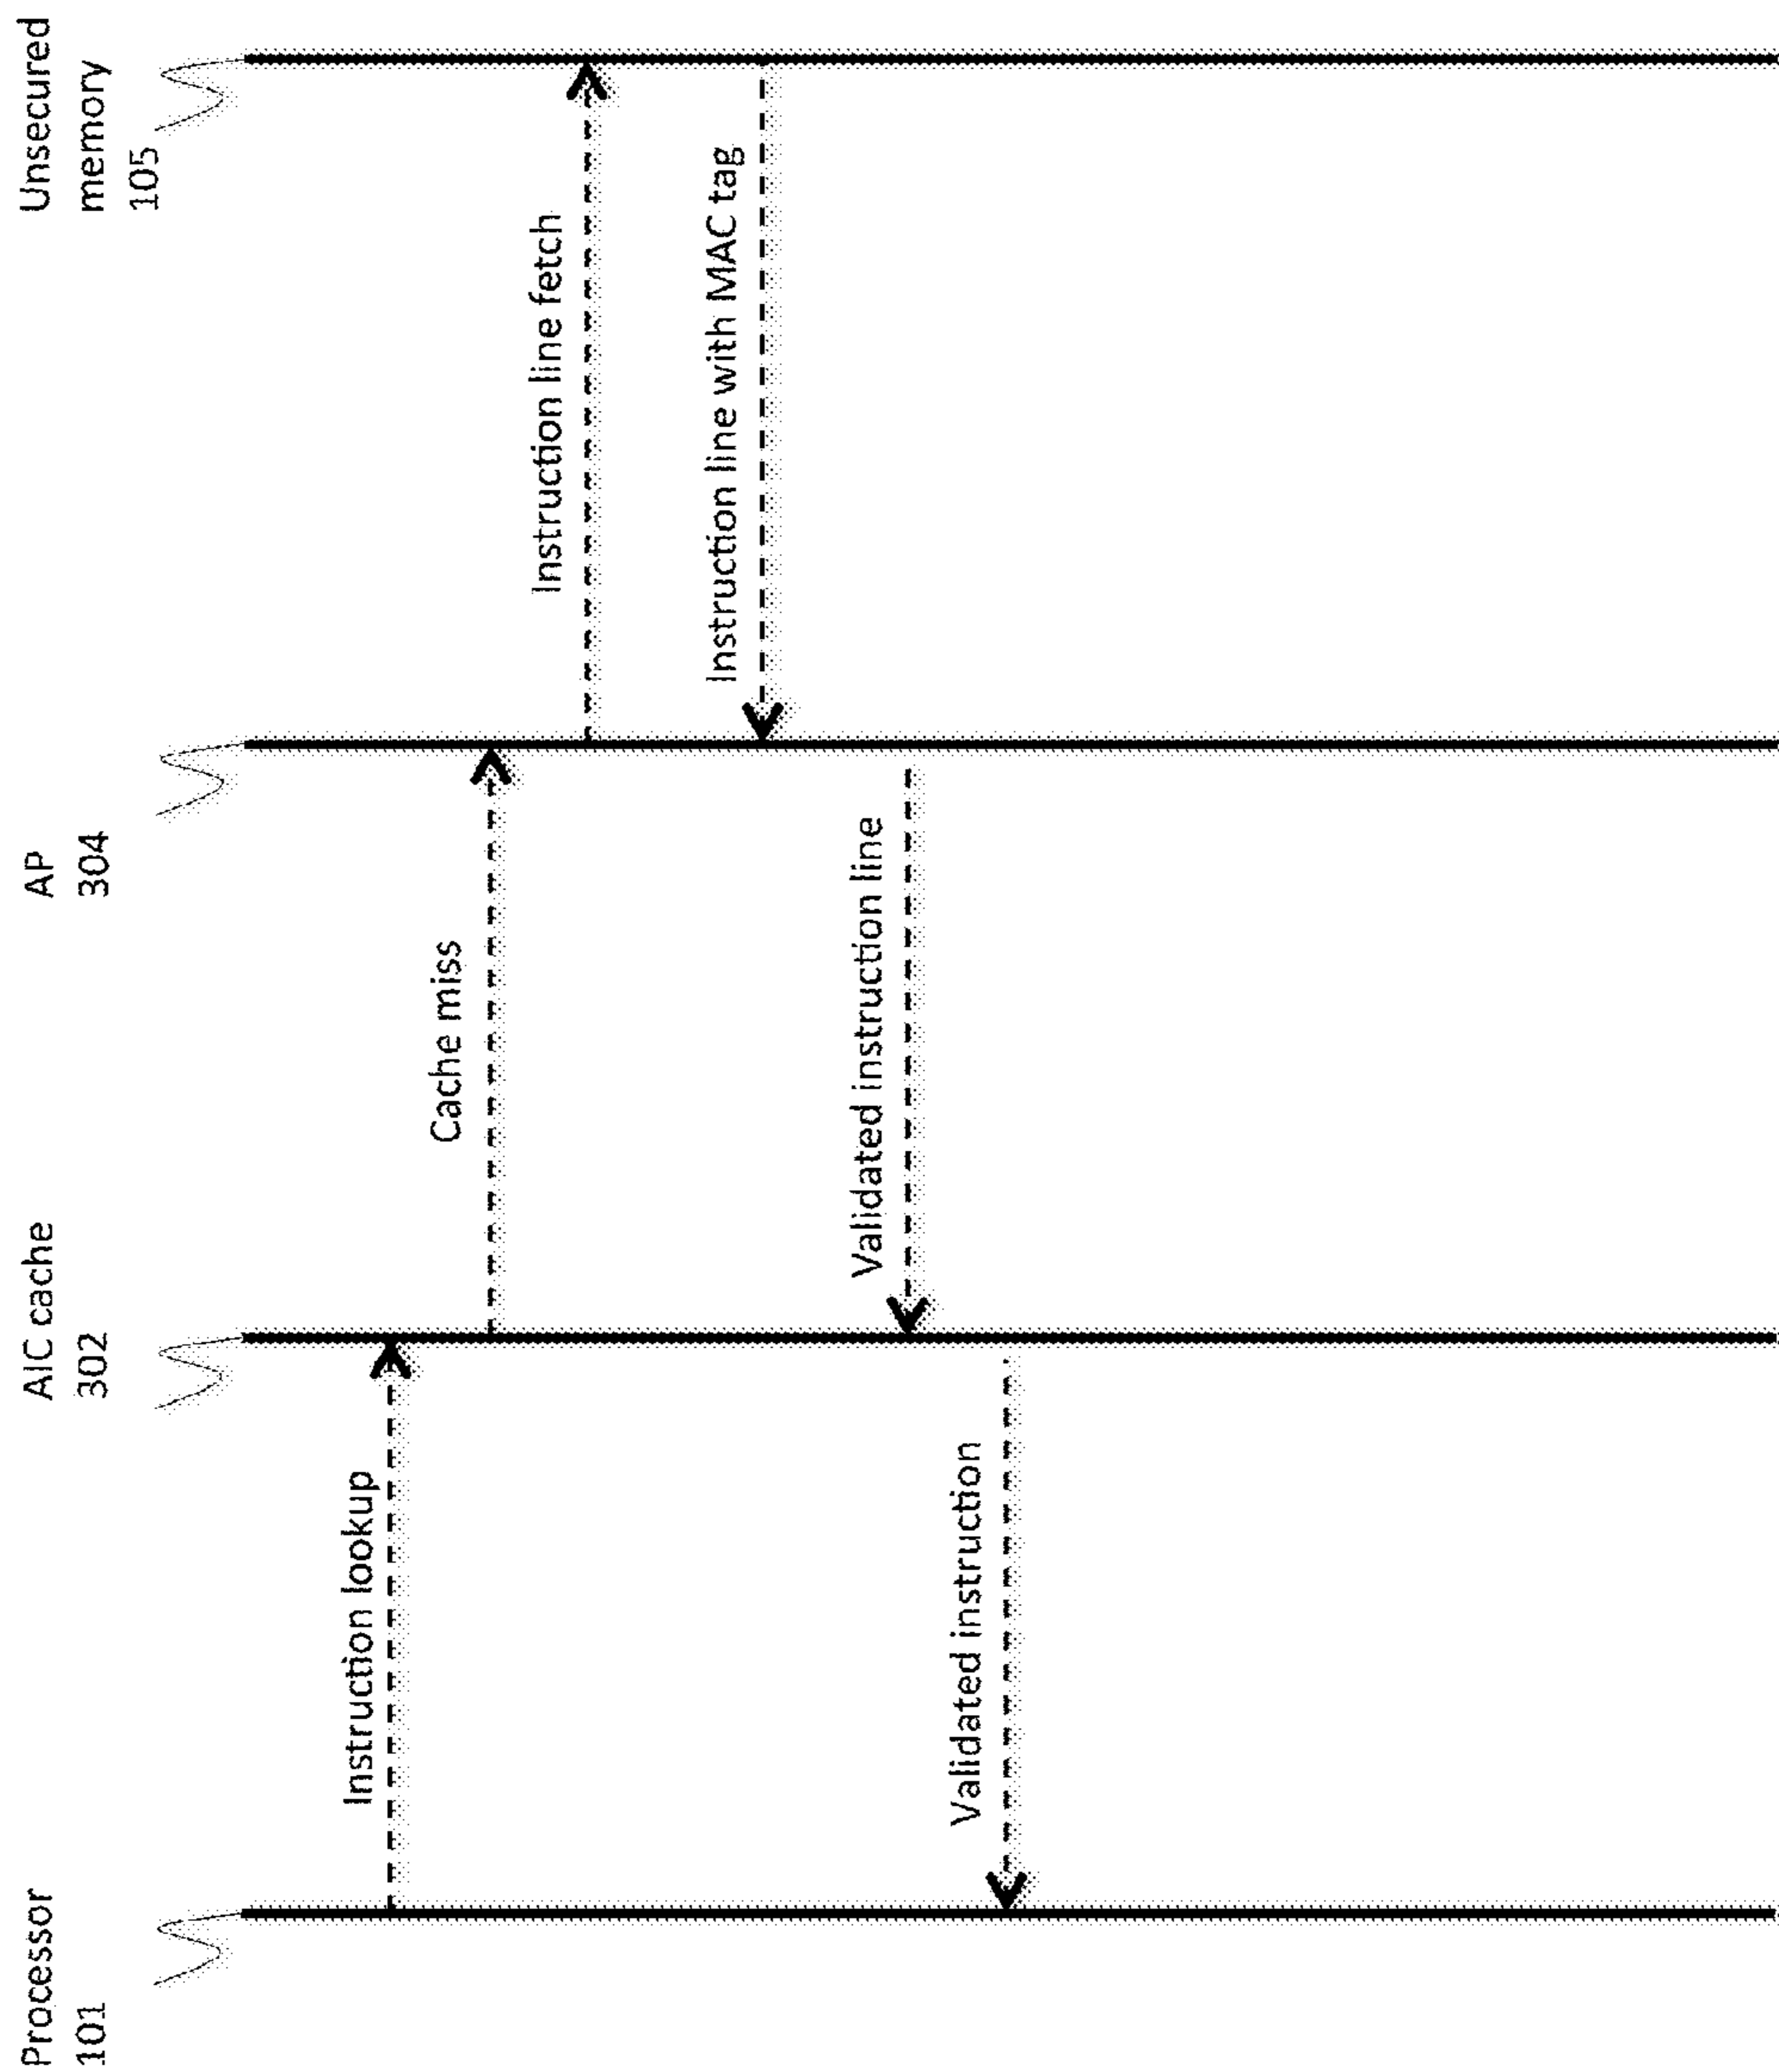 Processor
101
AIC cache
302
AP
304
Unsecured
memory
105
Instruction lookup
Cache miss
Instruction line fetch
Instruction line with MAC tag
Validated instruction line
Validated instruction